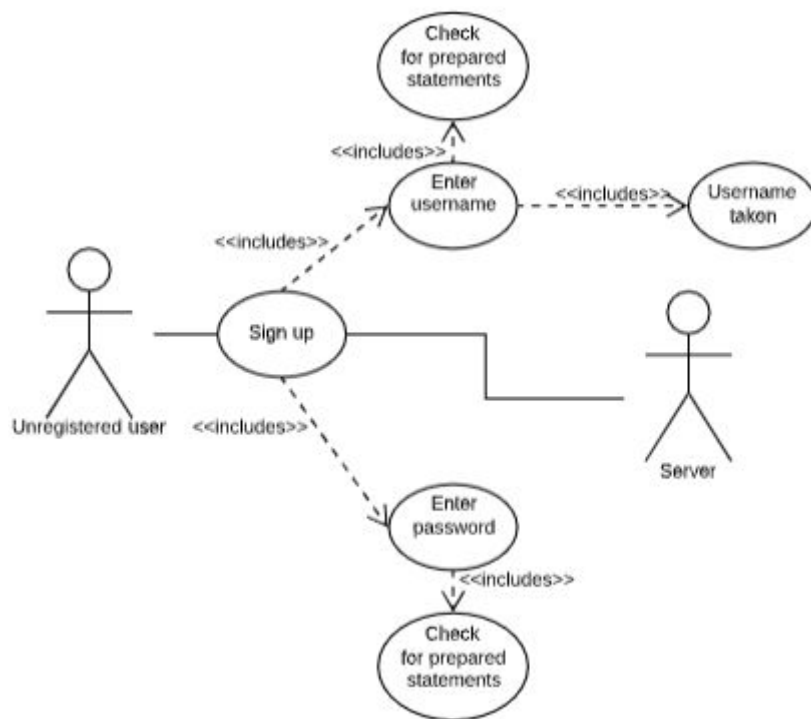 Check
for prepared
statements
<<includes>>
Enter
username
<<includes>>
Username
taken
<<includes>>
Sign up
Unregistered user
<<includes>>
Server
Enter
password
<<includes>>
Check
for prepared
statements